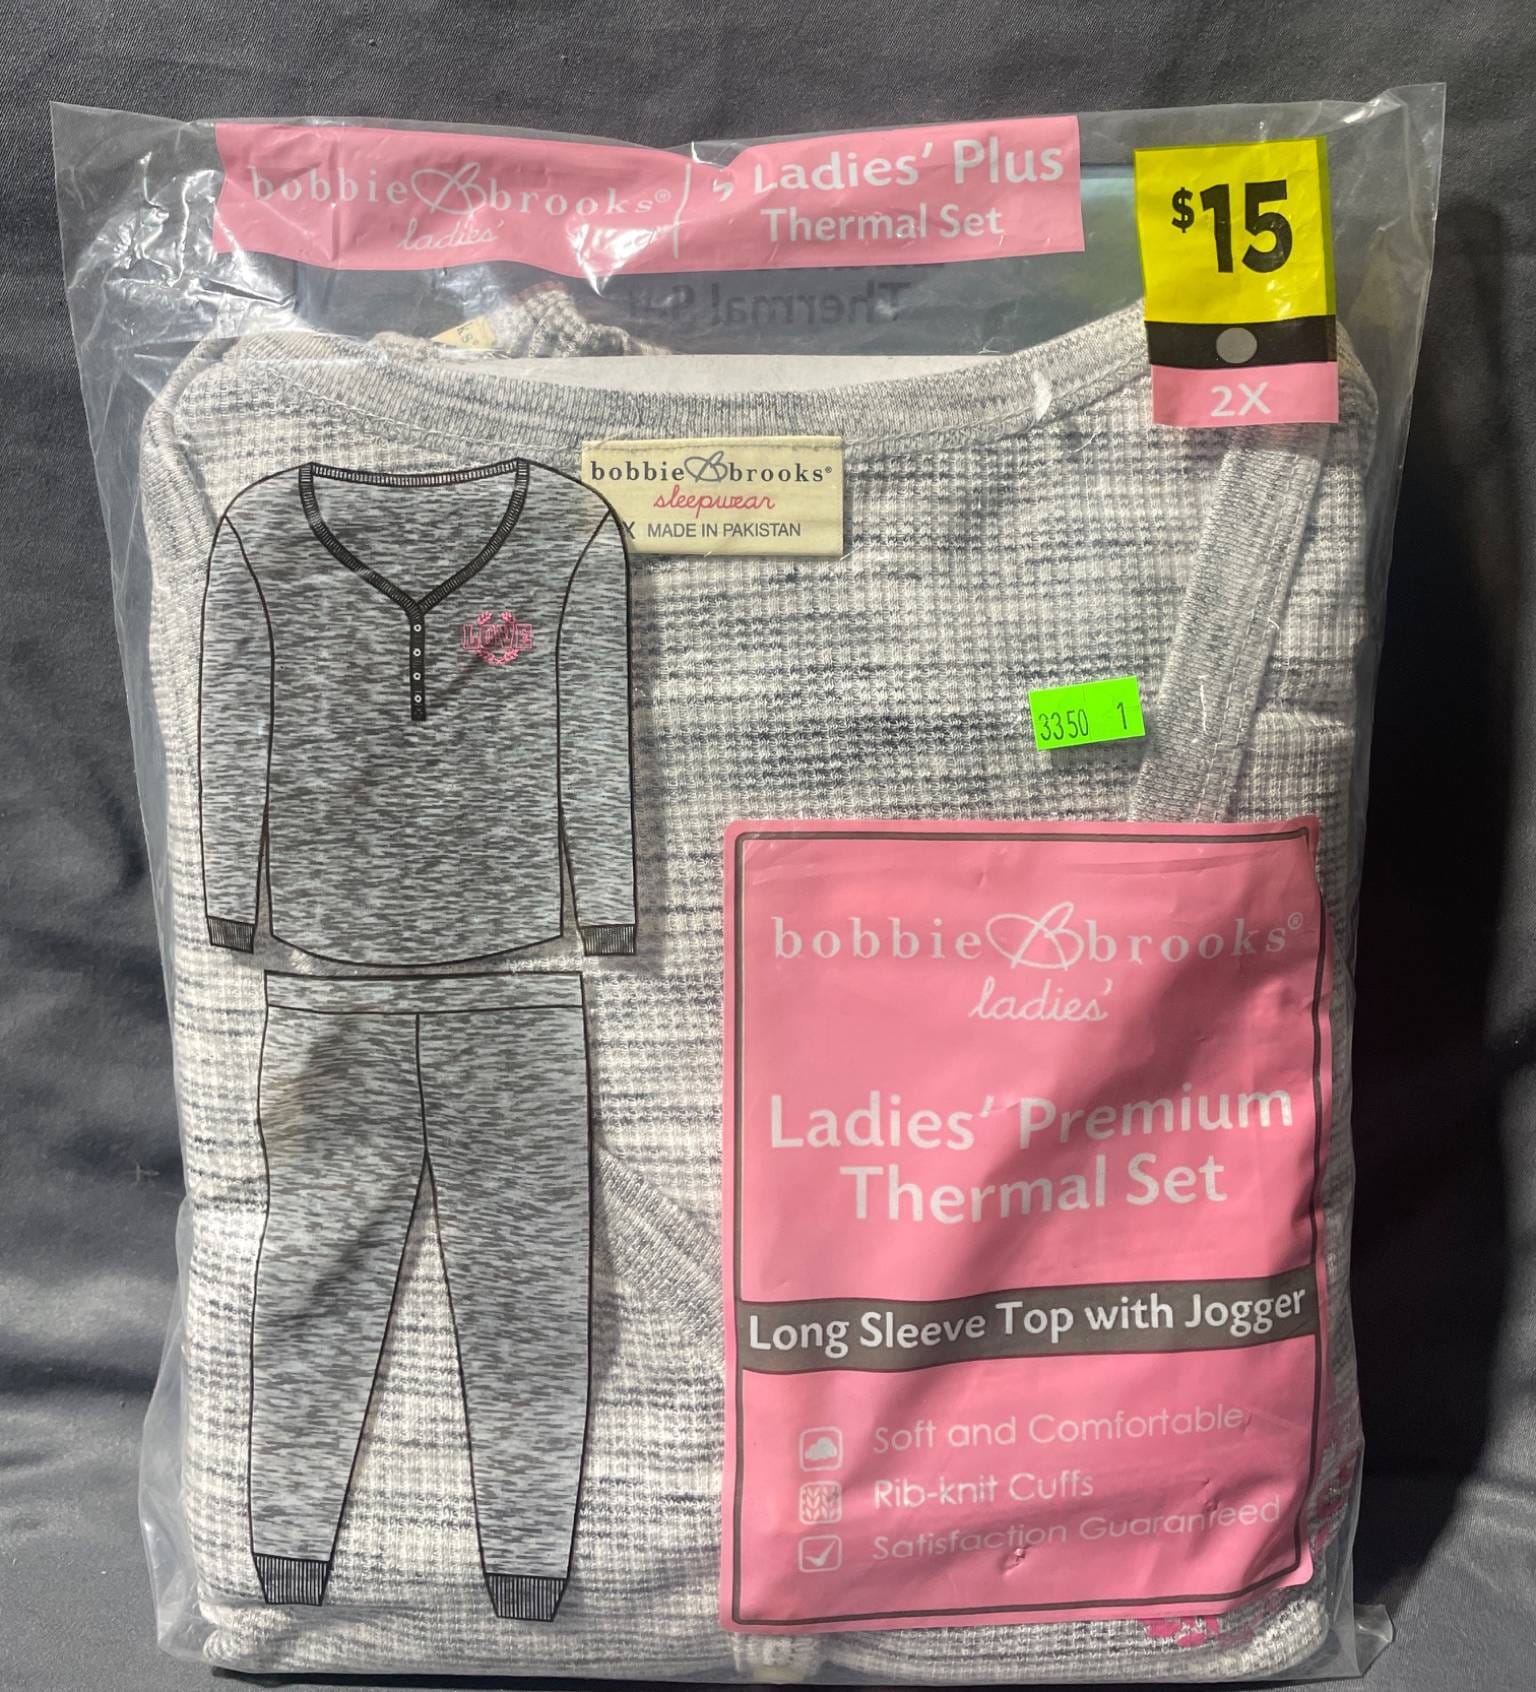 bobbie brooks®
ladies'
Ladies' Plus
Thermal Set
$15
2X
bobbie brooks®
sleepwear
X MADE IN PAKISTAN
LOVE
3350 1
bobbie brooks®
ladies'
Ladies' Premium
Thermal Set
Long Sleeve Top with Jogger
Soft and Comfortable
Rib-knit Cuffs
Satisfaction Guaranteed